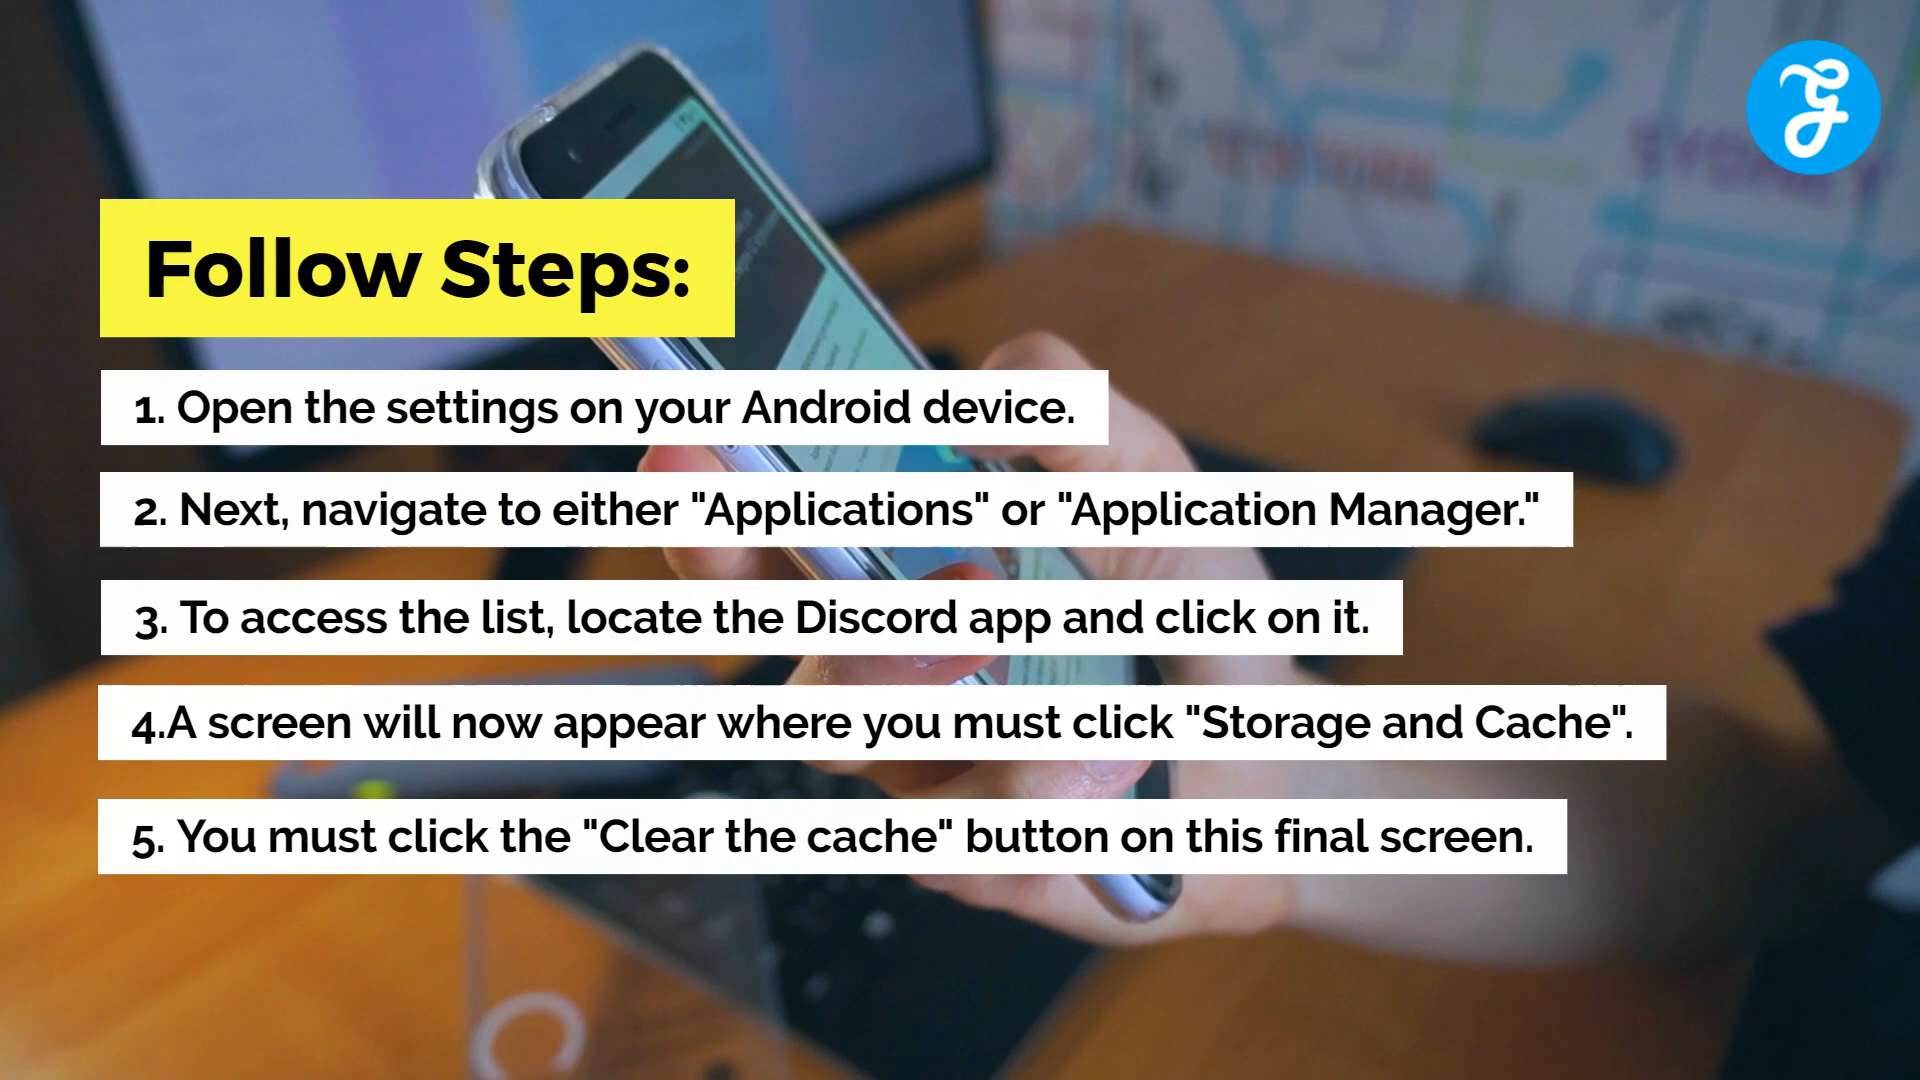 Follow Steps:
1. Open the settings on your Android device.
2. Next, navigate to either "Applications" or "Application Manager."
3. To access the list, locate the Discord app and click on it.
4.A screen will now appear where you must click "Storage and Cache".
5. You must click the "Clear the cache" button on this final screen.
NEW YORK
SYDNEY